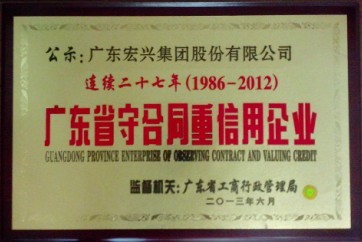 公示：广东宏兴集团股份有限公司
连续二十七年(1986-2012)
广东省守合同重信用企业
GUANGDONG PROVINCE ENTERPRISE OF OBSERVING CONTRACT AND VALUING CREDIT
监督机关：广东省工商行政管理局
二○一三年六月